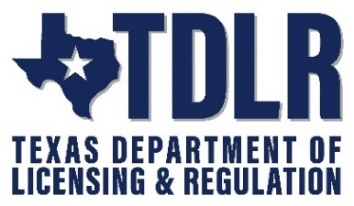 TDLR
TEXAS DEPARTMENT OF
LICENSING & REGULATION